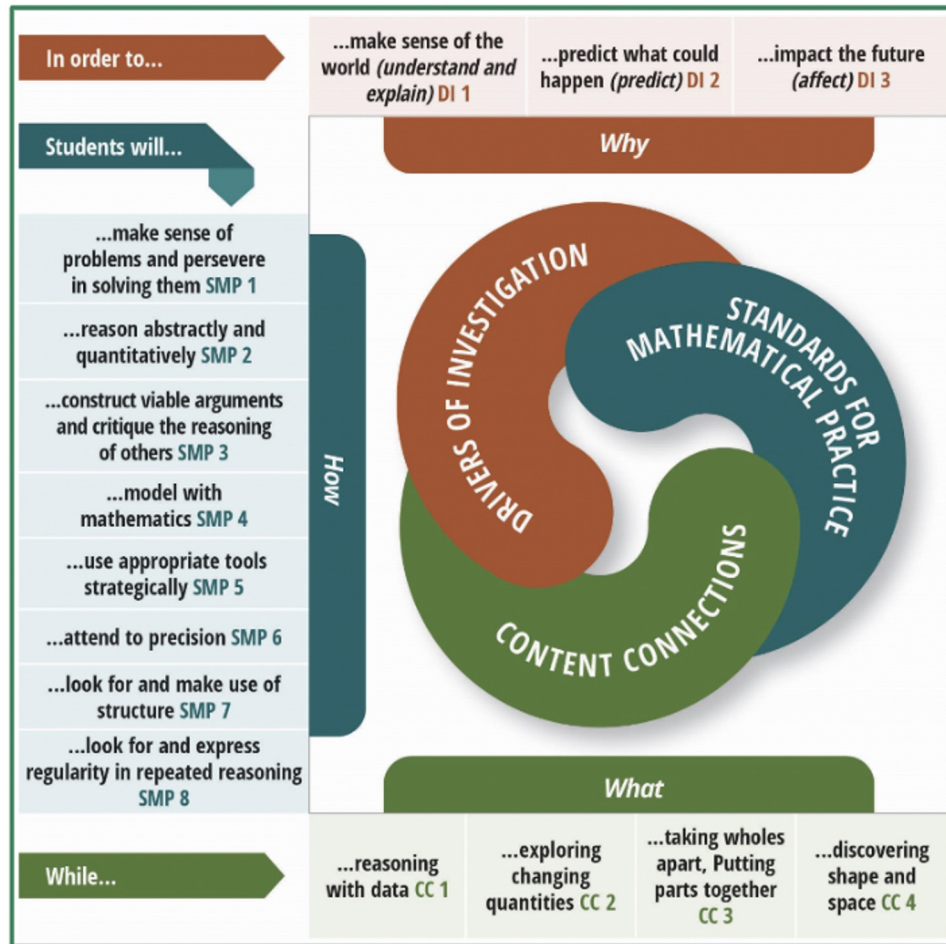 In order to...
...make sense of the
world (understand and
explain) DI 1
...predict what could
happen (predict) DI 2
...impact the future
(affect) DI 3
Students will...
Why
...make sense of
problems and persevere
in solving them SMP 1
...reason abstractly and
quantitatively SMP 2
...construct viable arguments
and critique the reasoning
of others SMP 3
...model with
mathematics SMP 4
...use appropriate tools
strategically SMP 5
...attend to precision SMP 6
...look for and make use of
structure SMP 7
...look for and express
regularity in repeated reasoning
SMP 8
How
DRIVERS OF INVESTIGATION
STANDARDS FOR
MATHEMATICAL PRACTICE
CONTENT CONNECTIONS
What
While...
...reasoning
with data CC 1
...exploring
changing
quantities CC 2
...taking wholes
apart, Putting
parts together
CC 3
...discovering
shape and
space CC 4